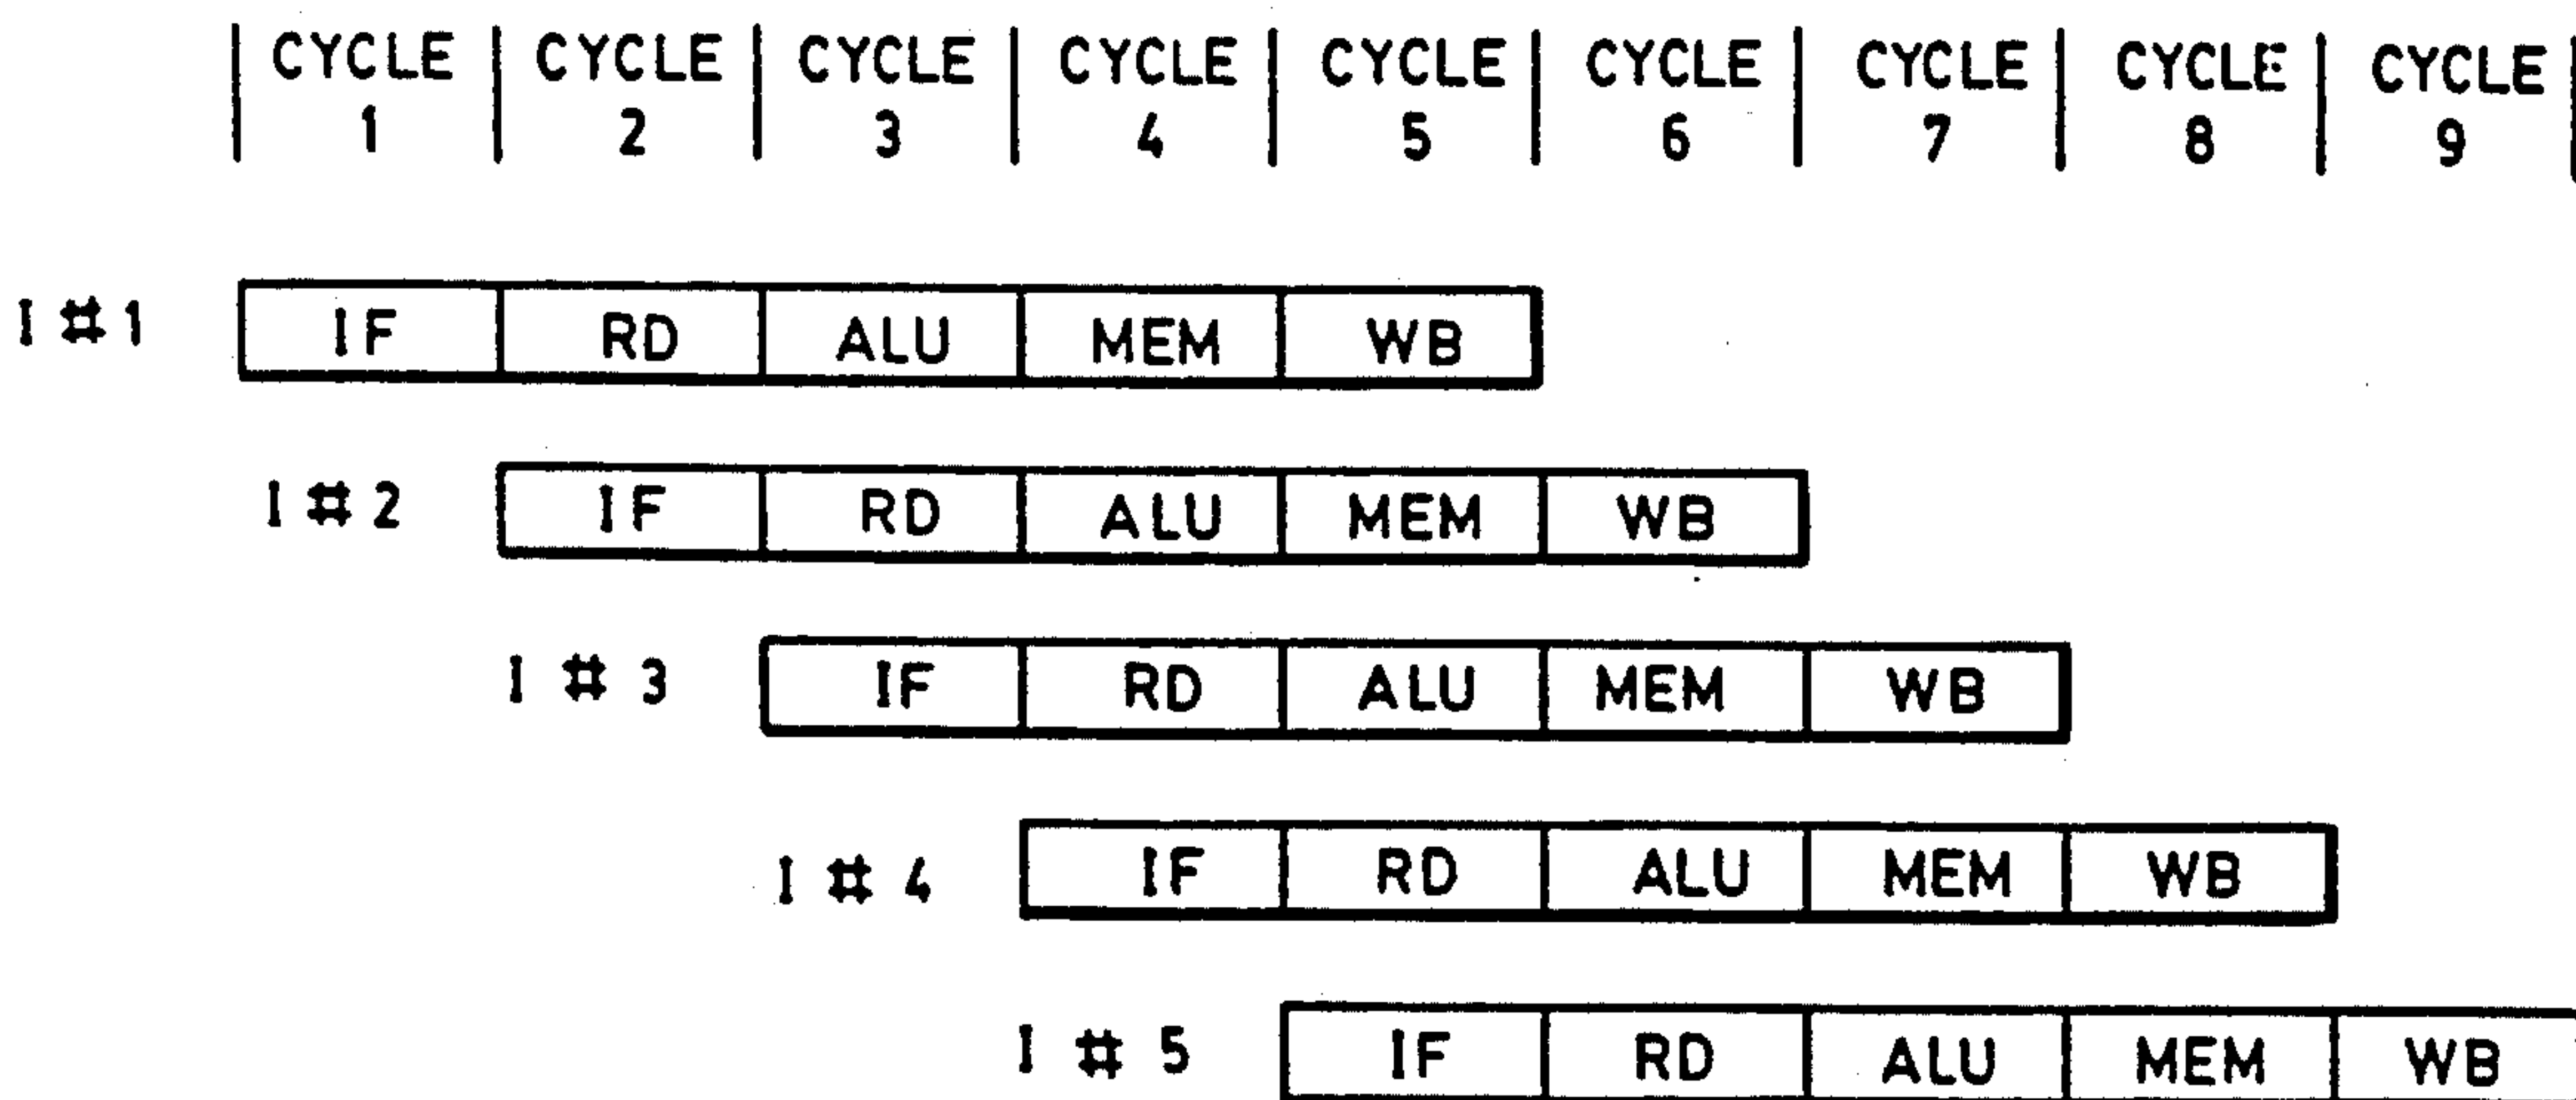 CYCLE CYCLE CYCLE CYCLE CYCLE CYCLE CYCLE CYCLE CYCLE
1 2 3 4 5 6 7 8 9
I #1 IF RD ALU MEM WB
I #2 IF RD ALU MEM WB
I # 3 IF RD ALU MEM WB
I # 4 IF RD ALU MEM WB
I # 5 IF RD ALU MEM WB